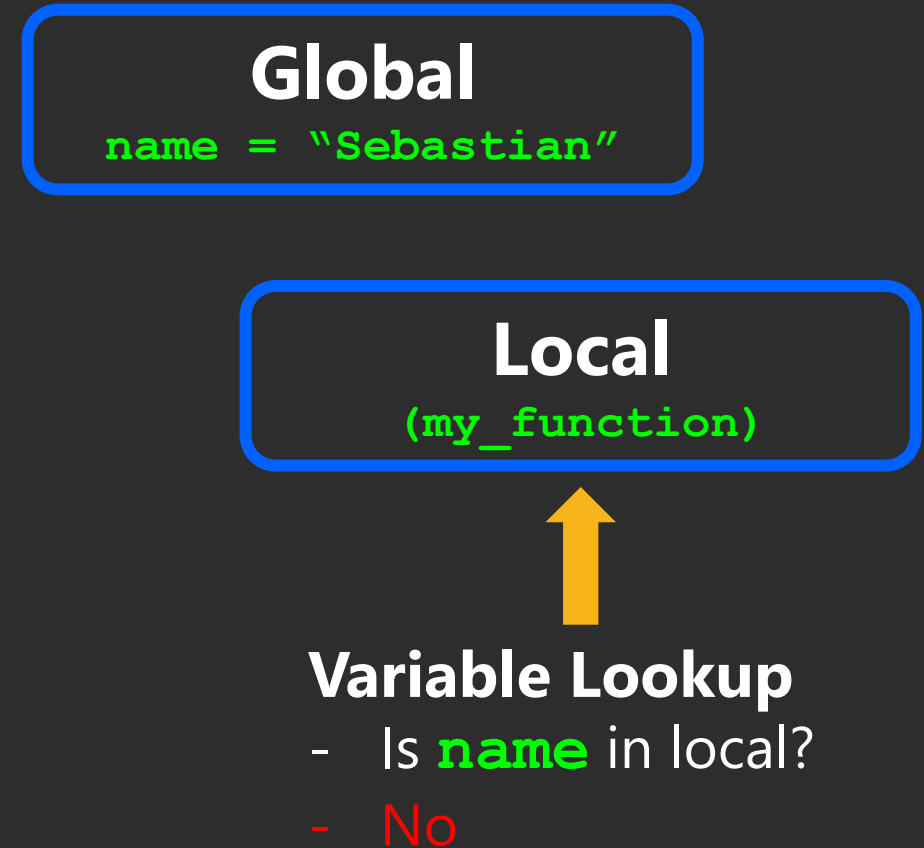 Global
name = “Sebastian”
Local
(my_function)
Variable Lookup
- Is name in local?
- No